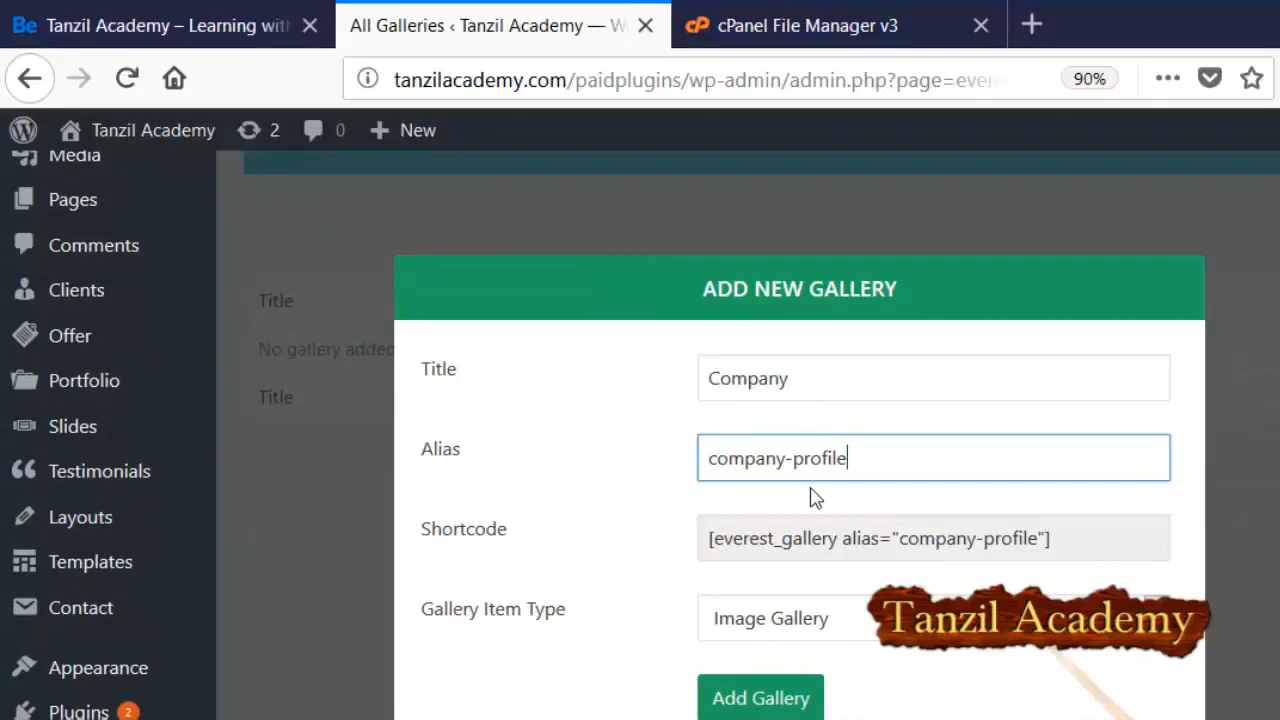 Be Tanzil Academy – Learning with
All Galleries ‹ Tanzil Academy — W
cP cPanel File Manager v3
tanzilacademy.com/paidplugins/wp-admin/admin.php?page=ever
90%
Tanzil Academy
2
0
New
Media
Pages
Comments
Clients
Offer
Portfolio
Slides
Testimonials
Layouts
Templates
Contact
Appearance
Plugins 2
Title
No gallery added
Title
ADD NEW GALLERY
Title
Company
Alias
company-profile
Shortcode
[everest_gallery alias="company-profile"]
Gallery Item Type
Image Gallery
Tanzil Academy
Add Gallery